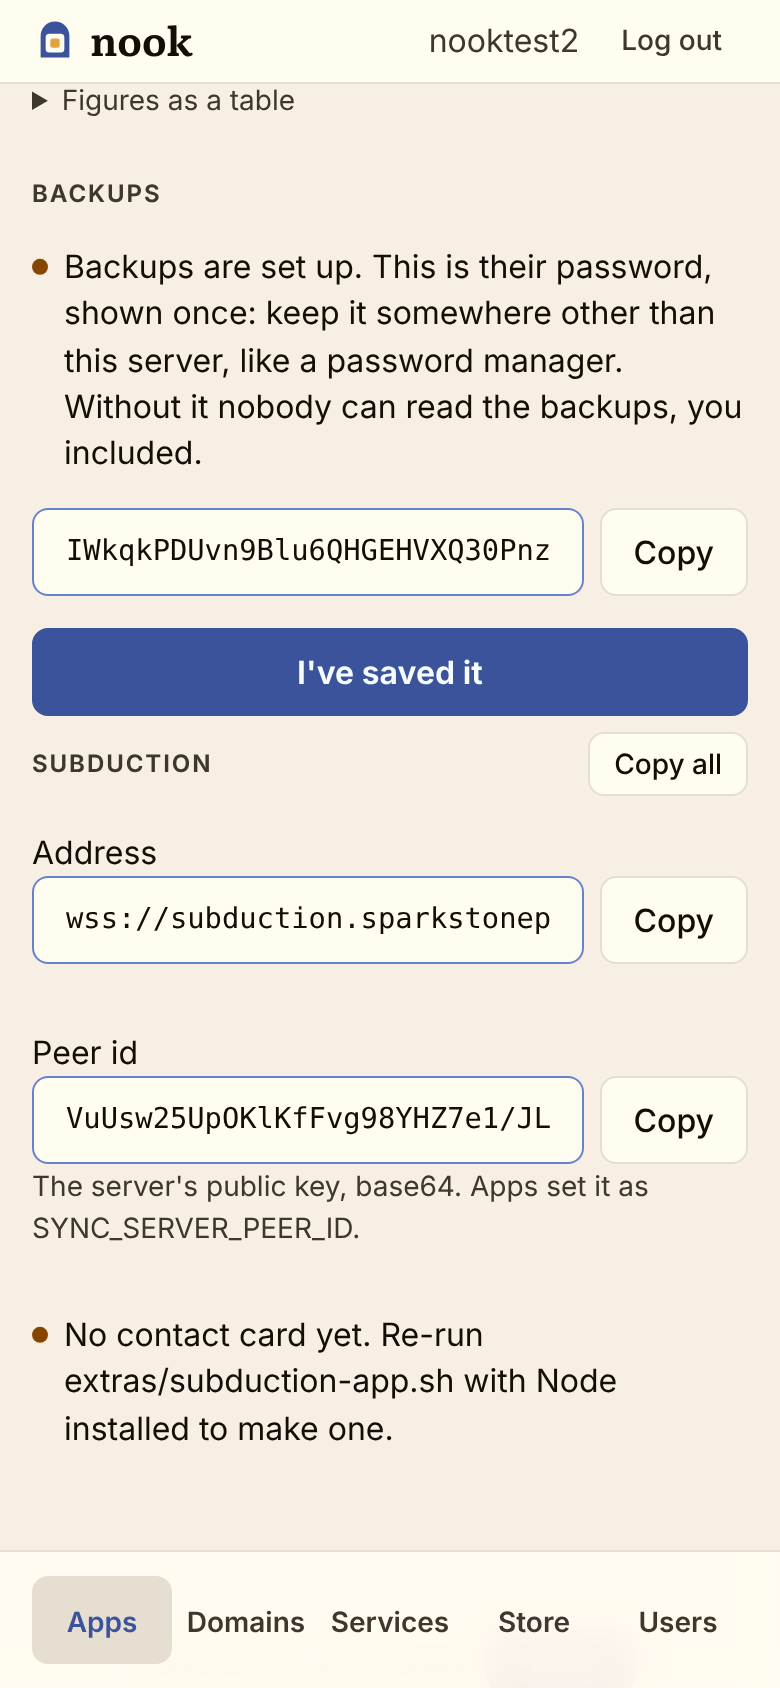 nook
nooktest2
Log out
Figures as a table
BACKUPS
Backups are set up. This is their password,
shown once: keep it somewhere other than
this server, like a password manager.
Without it nobody can read the backups, you
included.
IWkqkPDUvn9Blu6QHGEHVXQ30Pnz
Copy
I've saved it
SUBDUCTION
Copy all
Address
wss://subduction.sparkstonep
Copy
Peer id
VuUsw25UpOKlKfFvg98YHZ7e1/JL
Copy
The server's public key, base64. Apps set it as
SYNC_SERVER_PEER_ID.
No contact card yet. Re-run
extras/subduction-app.sh with Node
installed to make one.
Apps
Domains
Services
Store
Users